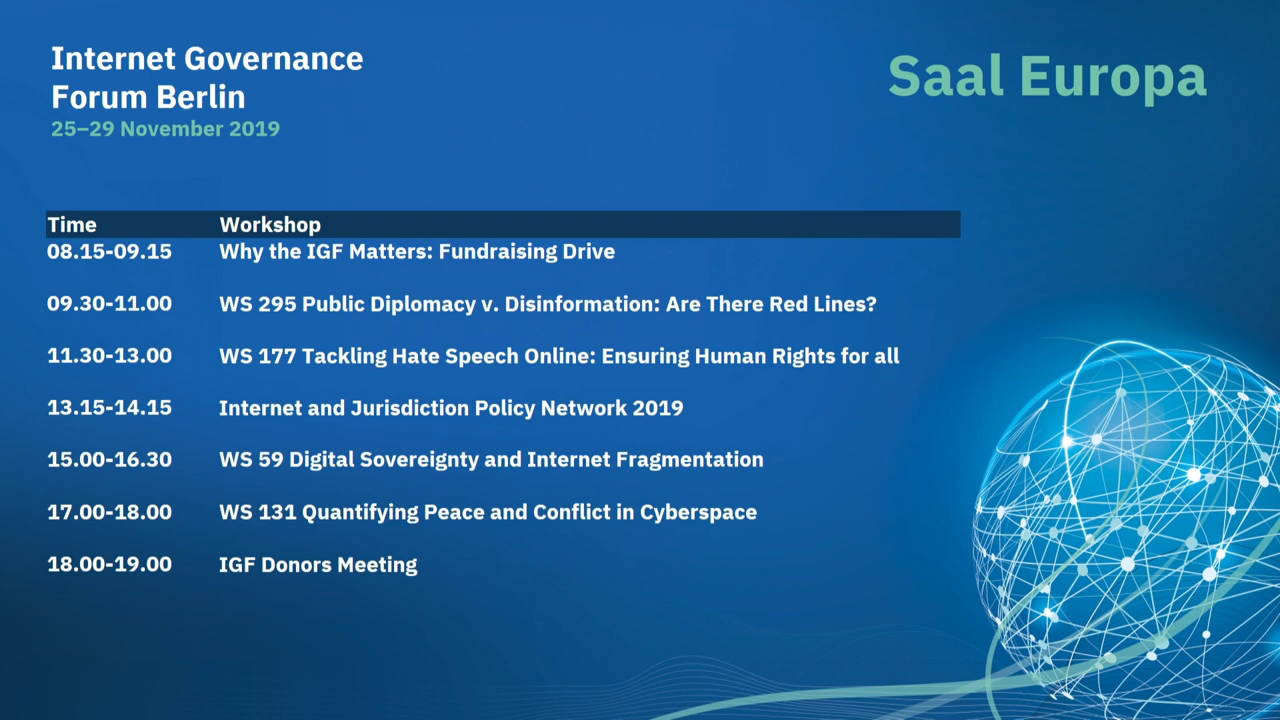 Internet Governance
Forum Berlin
25–29 November 2019
Saal Europa
Time Workshop
08.15-09.15 Why the IGF Matters: Fundraising Drive
09.30-11.00 WS 295 Public Diplomacy v. Disinformation: Are There Red Lines?
11.30-13.00 WS 177 Tackling Hate Speech Online: Ensuring Human Rights for all
13.15-14.15 Internet and Jurisdiction Policy Network 2019
15.00-16.30 WS 59 Digital Sovereignty and Internet Fragmentation
17.00-18.00 WS 131 Quantifying Peace and Conflict in Cyberspace
18.00-19.00 IGF Donors Meeting